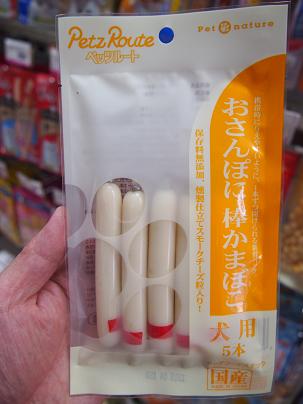 Petz Route
ペッツルート
Pet nature
おさんぽに棒かまぼこ
保存料無添加、燻製仕立てスモークチーズ粒入り!
犬用
5本
国産